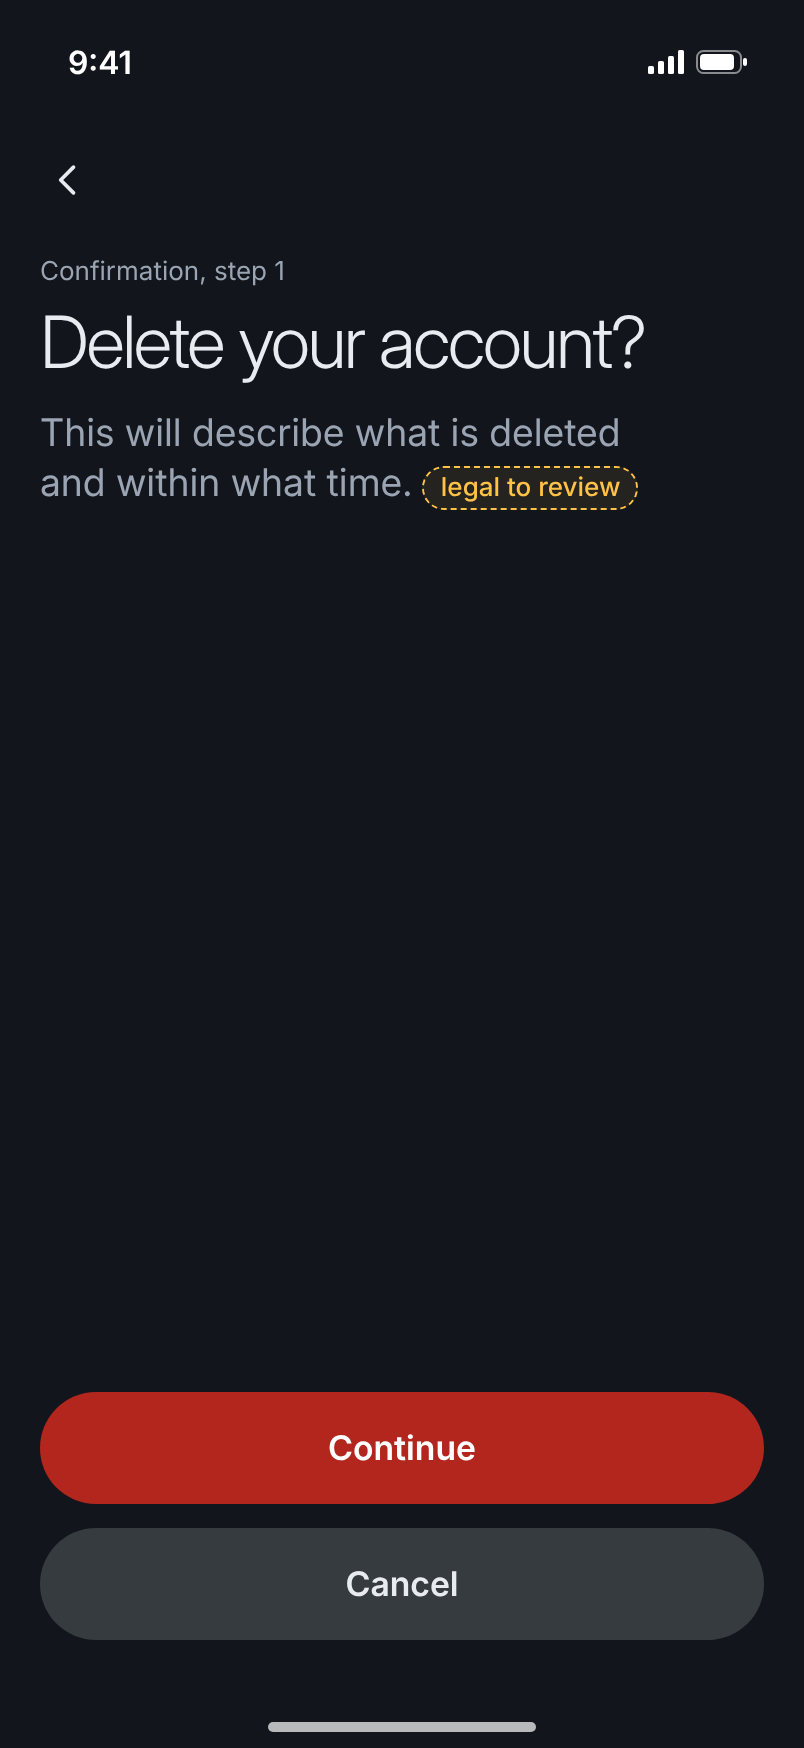 9:41
Confirmation, step 1
Delete your account?
This will describe what is deleted
and within what time. legal to review
Continue
Cancel